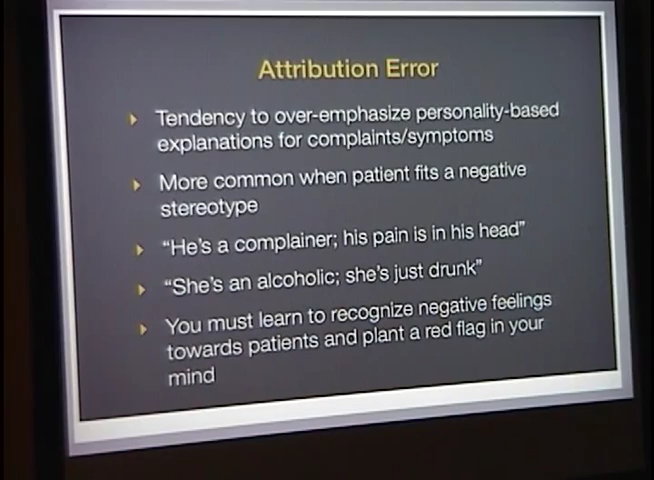 Attribution Error
Tendency to over-emphasize personality-based
explanations for complaints/symptoms
More common when patient fits a negative
stereotype
“He's a complainer; his pain is in his head”
“She's an alcoholic; she's just drunk”
You must learn to recognize negative feelings
towards patients and plant a red flag in your
mind